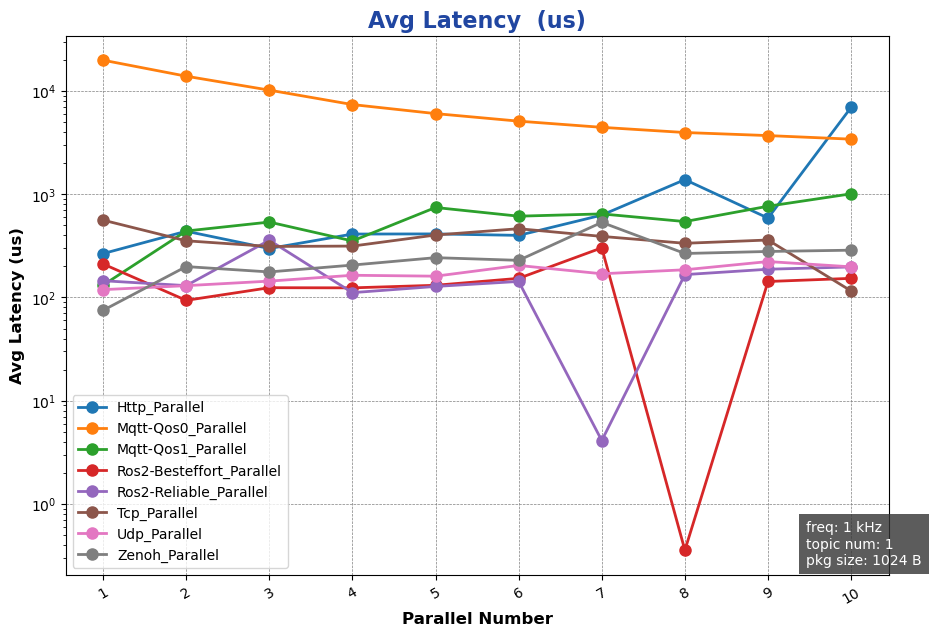 Avg Latency  (us)
Avg Latency (us)
10⁴
10³
10²
10¹
10⁰
Http_Parallel
Mqtt-Qos0_Parallel
Mqtt-Qos1_Parallel
Ros2-Besteffort_Parallel
Ros2-Reliable_Parallel
Tcp_Parallel
Udp_Parallel
Zenoh_Parallel
freq: 1 kHz
topic num: 1
pkg size: 1024 B
1 2 3 4 5 6 7 8 9 10
Parallel Number